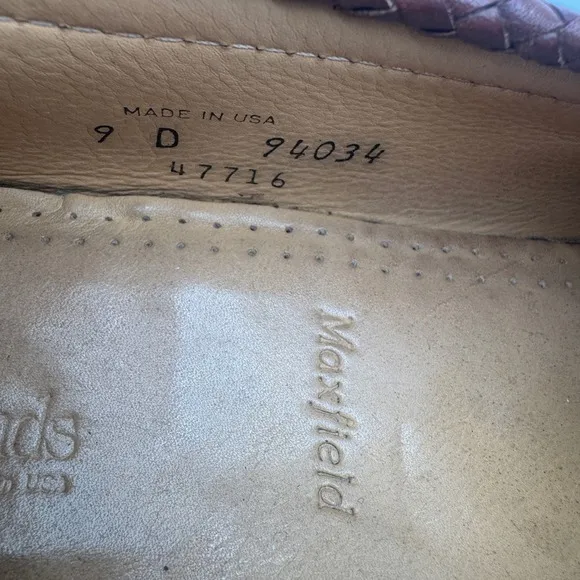 MADE IN USA
9 D 94034
47716
Maxfield